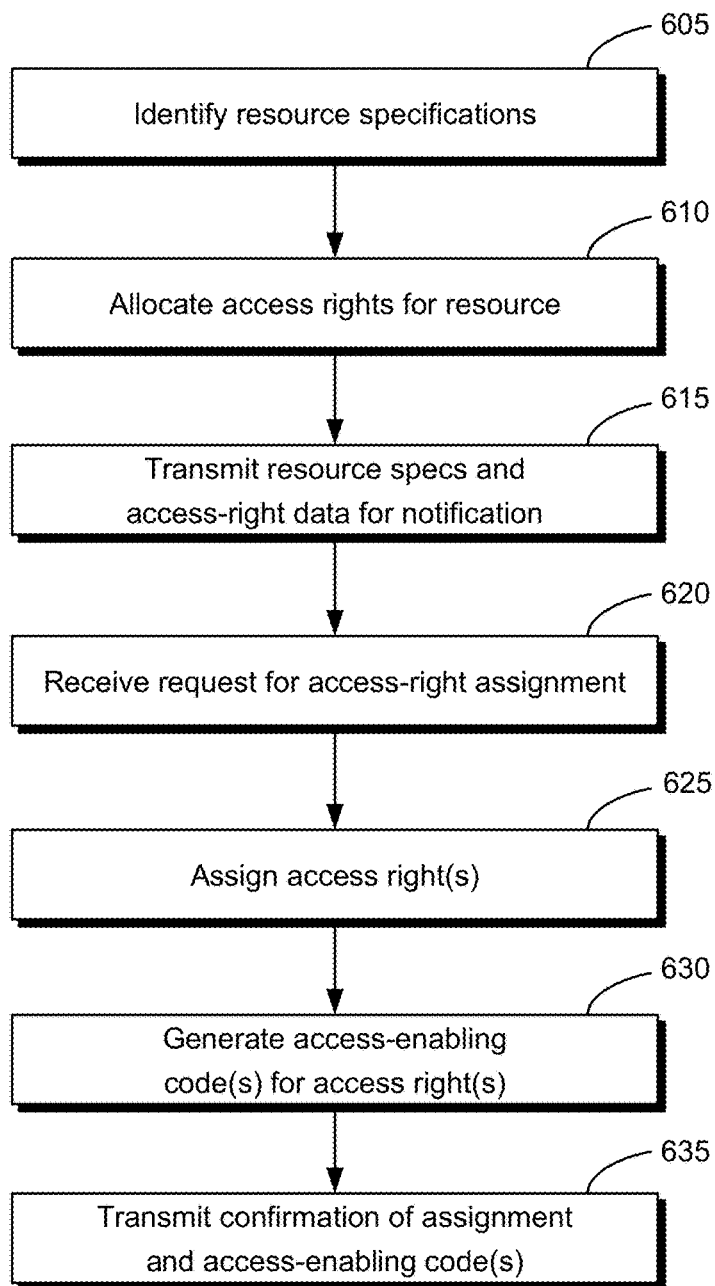 605
Identify resource specifications
610
Allocate access rights for resource
615
Transmit resource specs and
access-right data for notification
620
Receive request for access-right assignment
625
Assign access right(s)
630
Generate access-enabling
code(s) for access right(s)
635
Transmit confirmation of assignment
and access-enabling code(s)